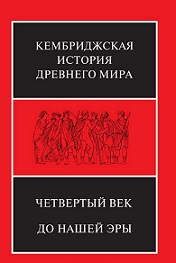 КЕМБРИДЖСКАЯ
ИСТОРИЯ
ДРЕВНЕГО МИРА
ЧЕТВЕРТЫЙ ВЕК
ДО НАШЕЙ ЭРЫ